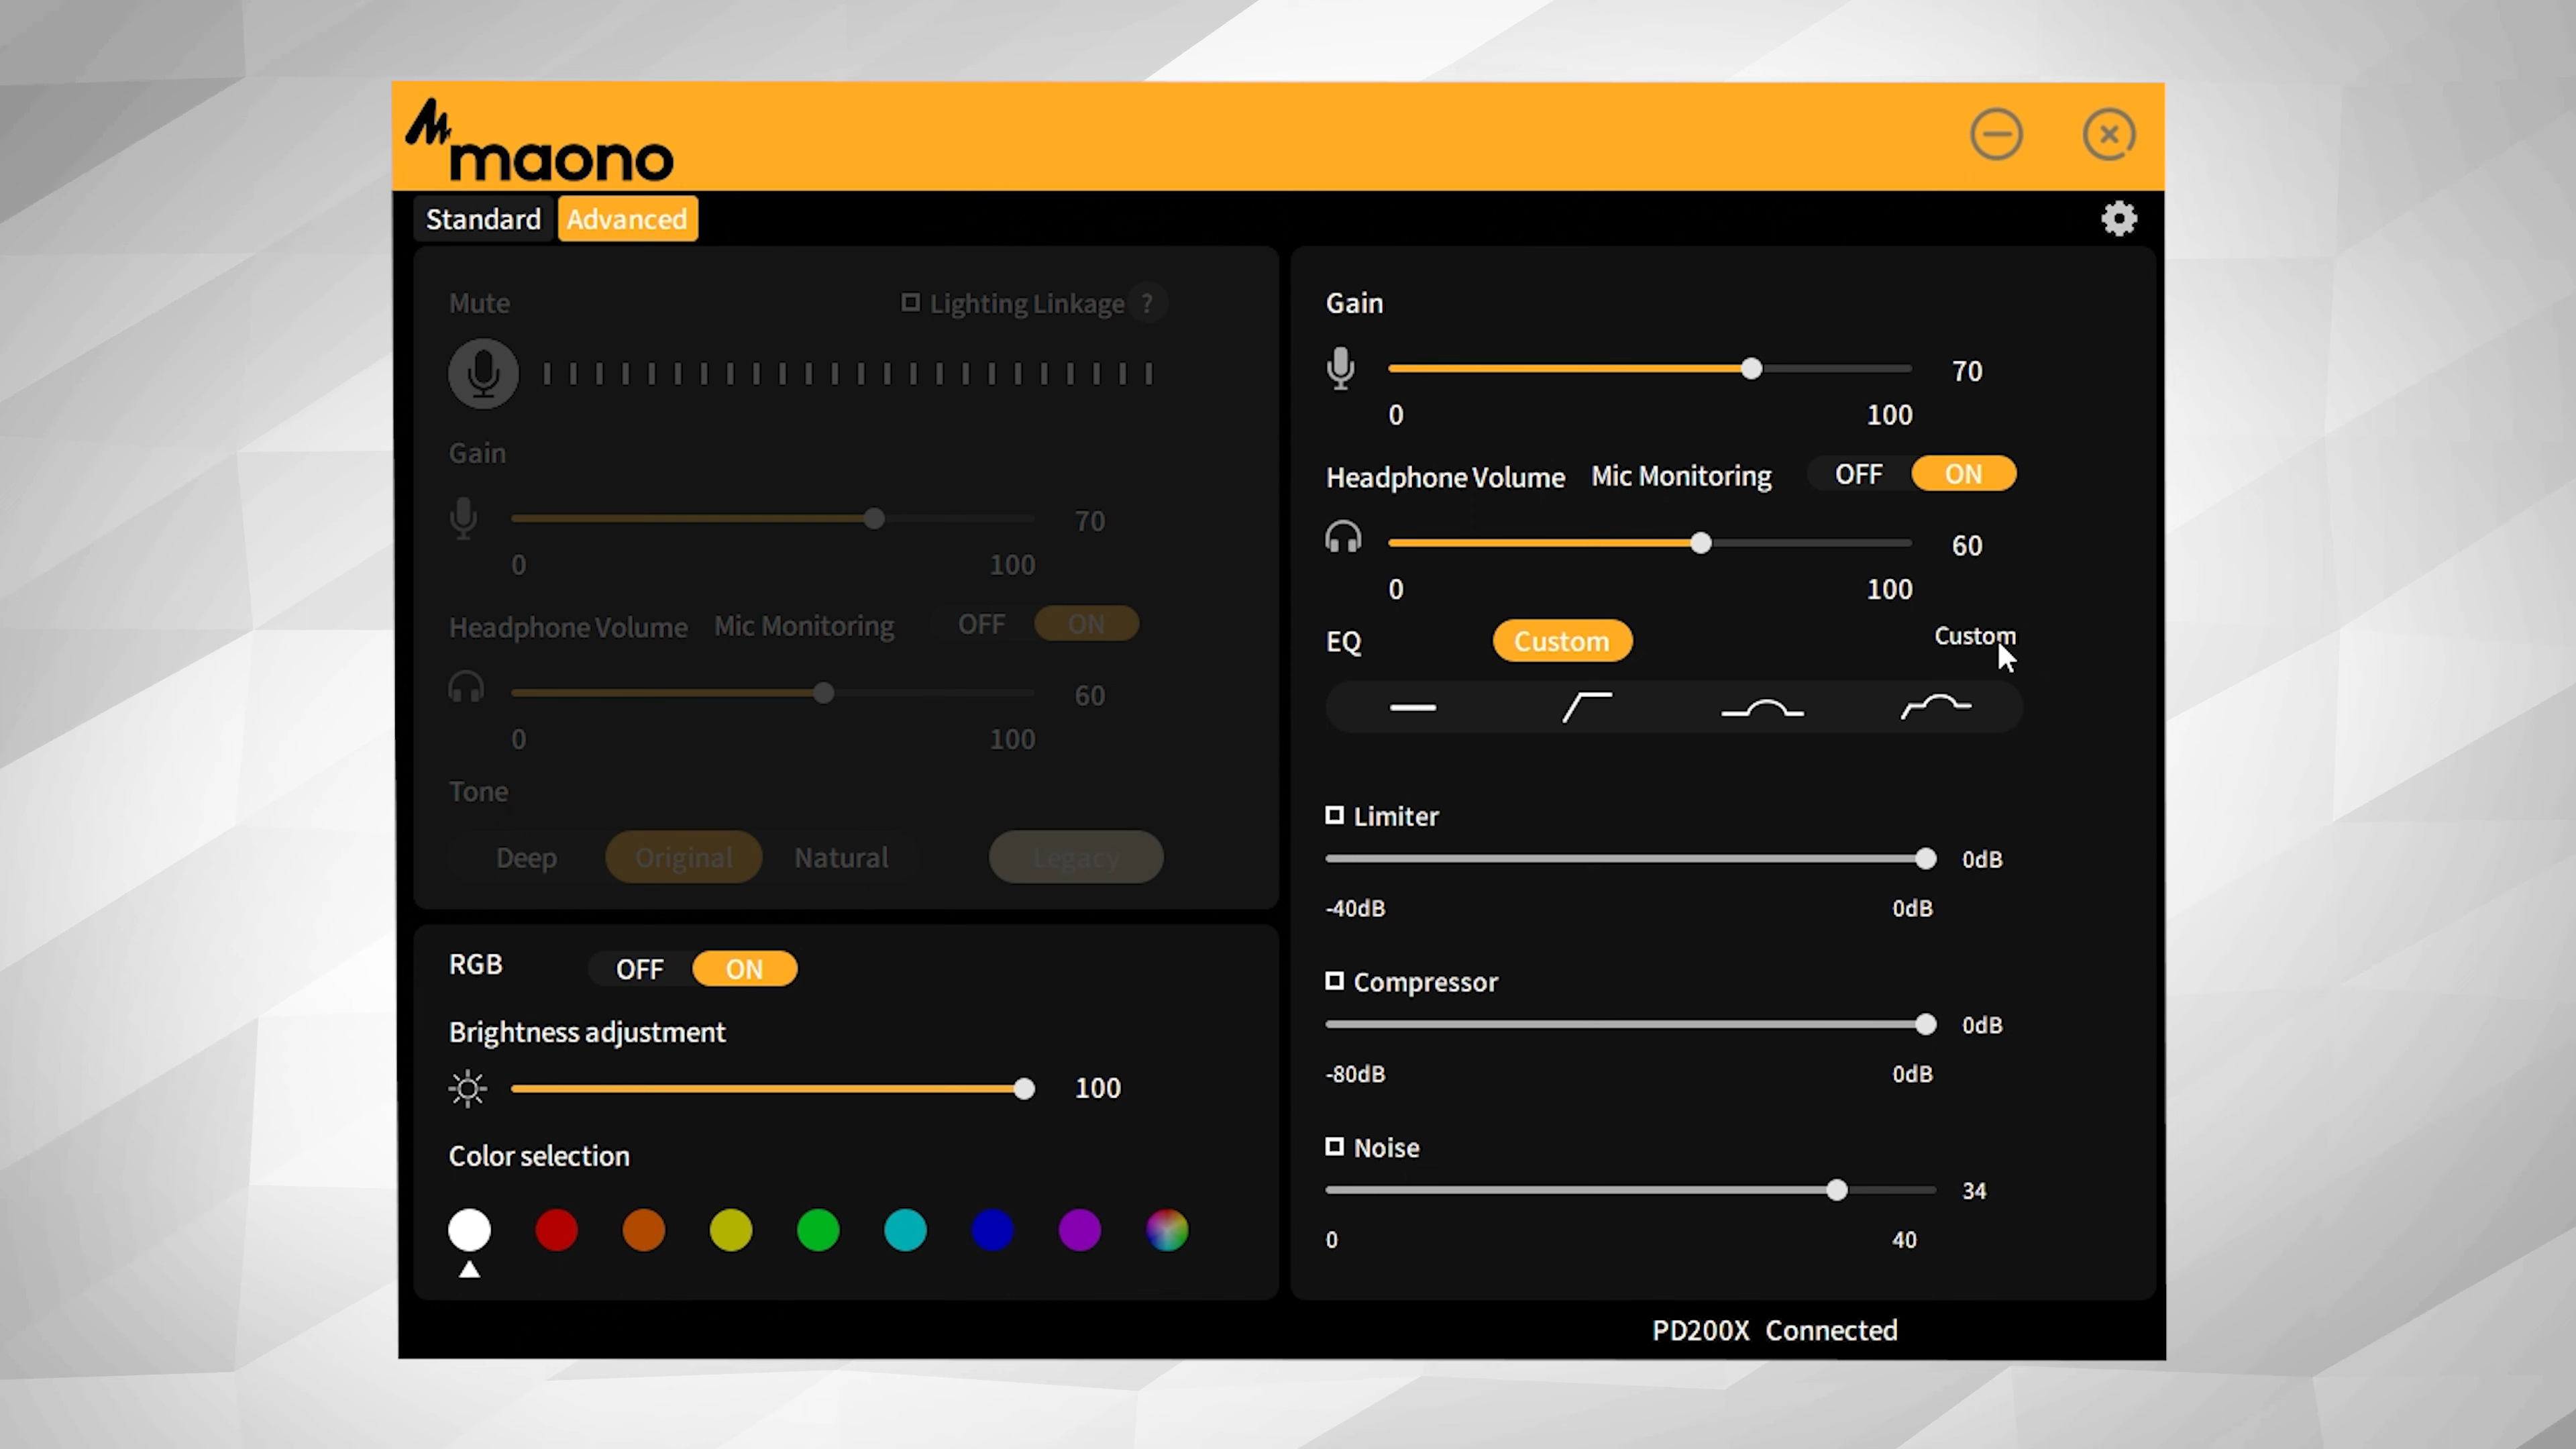 maono
Standard Advanced
Mute Lighting Linkage ?
Gain
70
0 100
Headphone Volume Mic Monitoring OFF ON
60
0 100
Tone
Deep Original Natural Legacy
RGB OFF ON
Brightness adjustment
100
Color selection
Gain
70
0 100
Headphone Volume Mic Monitoring OFF ON
60
0 100
EQ Custom Custom
Limiter
0dB
-40dB 0dB
Compressor
0dB
-80dB 0dB
Noise
34
0 40
PD200X Connected